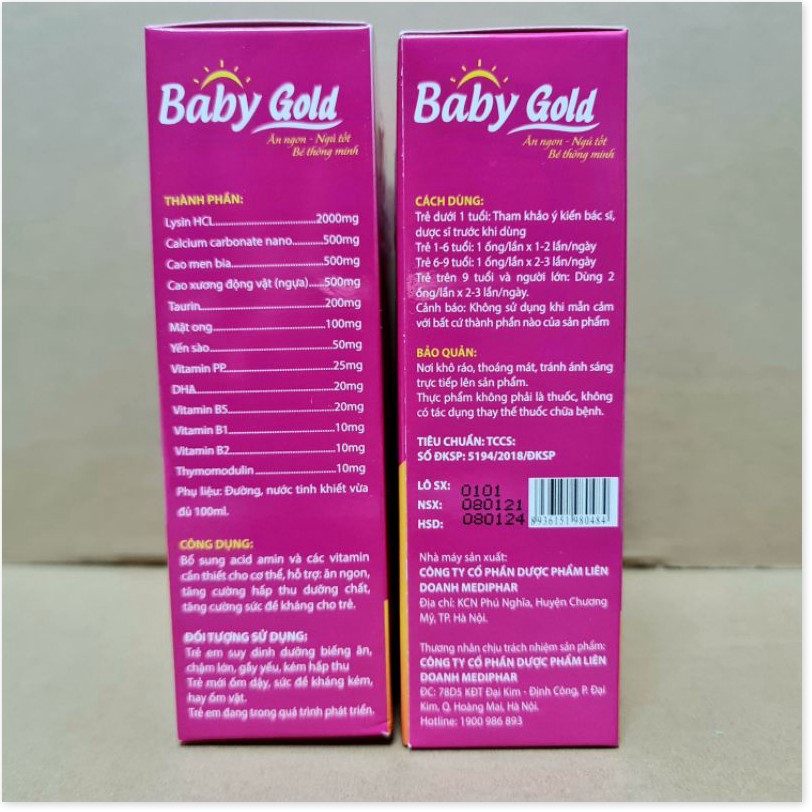 Baby Gold
Ăn ngon - Ngủ tốt
Bé thông minh
THÀNH PHẦN:
Lysin HCL..............................2000mg
Calcium carbonate nano...........500mg
Cao men bia............................500mg
Cao xương động vật (ngựa).....500mg
Taurin......................................200mg
Mật ong...................................100mg
Yến sào....................................50mg
Vitamin PP...............................25mg
DHA........................................20mg
Vitamin B5...............................20mg
Vitamin B1...............................10mg
Vitamin B2...............................10mg
Thymomodulin........................10mg
Phụ liệu: Đường, nước tinh khiết vừa
đủ 100ml.
CÔNG DỤNG:
Bổ sung acid amin và các vitamin
cần thiết cho cơ thể, hỗ trợ: ăn ngon,
tăng cường hấp thu dưỡng chất,
tăng cường sức đề kháng cho trẻ.
ĐỐI TƯỢNG SỬ DỤNG:
Trẻ em suy dinh dưỡng biếng ăn,
chậm lớn, gầy yếu, kém hấp thu
Trẻ mới ốm dậy, sức đề kháng kém,
hay ốm vặt.
Trẻ em đang trong quá trình phát triển.
Baby Gold
Ăn ngon - Ngủ tốt
Bé thông minh
CÁCH DÙNG:
Trẻ dưới 1 tuổi: Tham khảo ý kiến bác sĩ,
dược sĩ trước khi dùng
Trẻ 1-6 tuổi: 1 ống/lần x 1-2 lần/ngày
Trẻ 6-9 tuổi: 1 ống/lần x 2-3 lần/ngày
Trẻ trên 9 tuổi và người lớn: Dùng 2
ống/lần x 2-3 lần/ngày.
Cảnh báo: Không sử dụng khi mẫn cảm
với bất cứ thành phần nào của sản phẩm
BẢO QUẢN:
Nơi khô ráo, thoáng mát, tránh ánh sáng
trực tiếp lên sản phẩm.
Thực phẩm không phải là thuốc, không
có tác dụng thay thế thuốc chữa bệnh.
TIÊU CHUẨN: TCCS:
SỐ ĐKSP: 5194/2018/ĐKSP
LÔ SX: 0101
NSX: 080121
HSD: 080124
8936151 980484
Nhà máy sản xuất:
CÔNG TY CỔ PHẦN DƯỢC PHẨM LIÊN
DOANH MEDIPHAR
Địa chỉ: KCN Phú Nghĩa, Huyện Chương
Mỹ, TP. Hà Nội.
Thương nhân chịu trách nhiệm sản phẩm:
CÔNG TY CỔ PHẦN DƯỢC PHẨM LIÊN
DOANH MEDIPHAR
ĐC: 78D5 KĐT Đại Kim - Định Công, P. Đại
Kim, Q. Hoàng Mai, Hà Nội.
Hotline: 1900 986 893